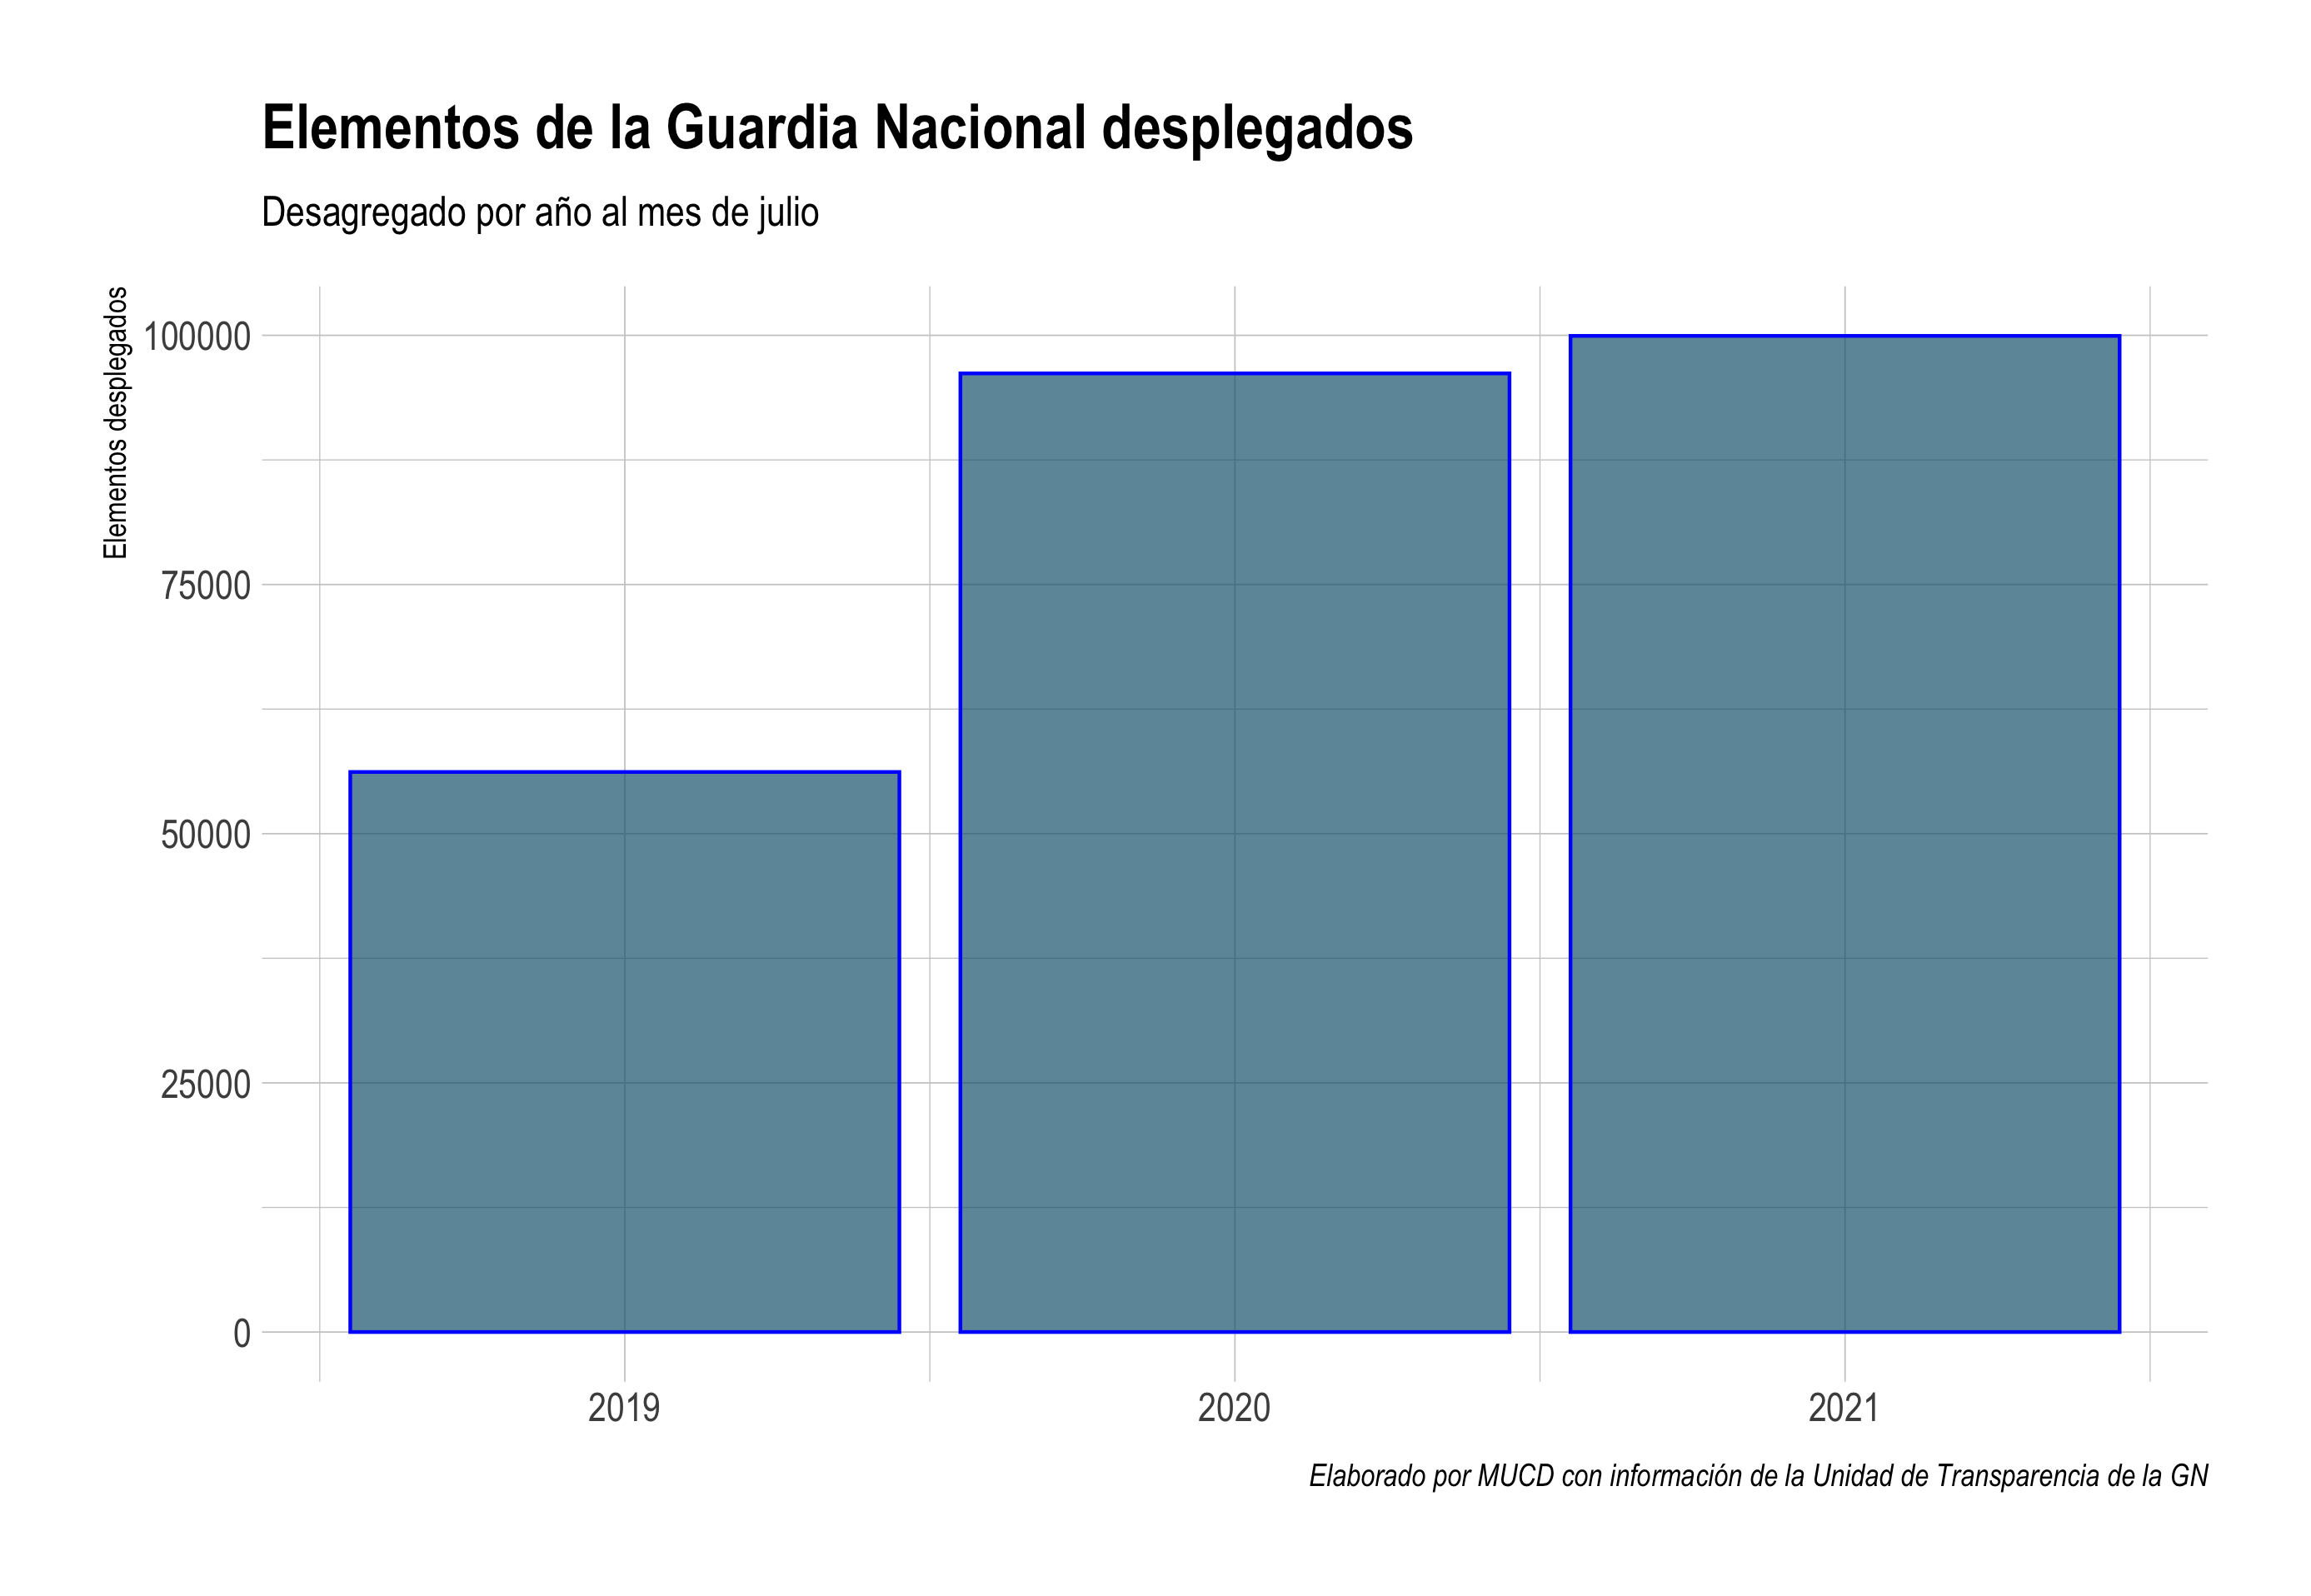 Elementos de la Guardia Nacional desplegados
Desagregado por año al mes de julio
Elementos desplegados
100000
75000
50000
25000
0
2019
2020
2021
Elaborado por MUCD con información de la Unidad de Transparencia de la GN